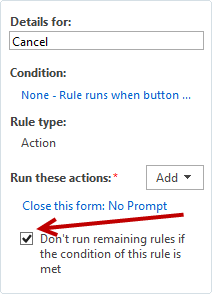 Details for:
Cancel
Condition:
None - Rule runs when button ...
Rule type:
Action
Run these actions:* Add
Close this form: No Prompt
Don't run remaining rules if
the condition of this rule is
met